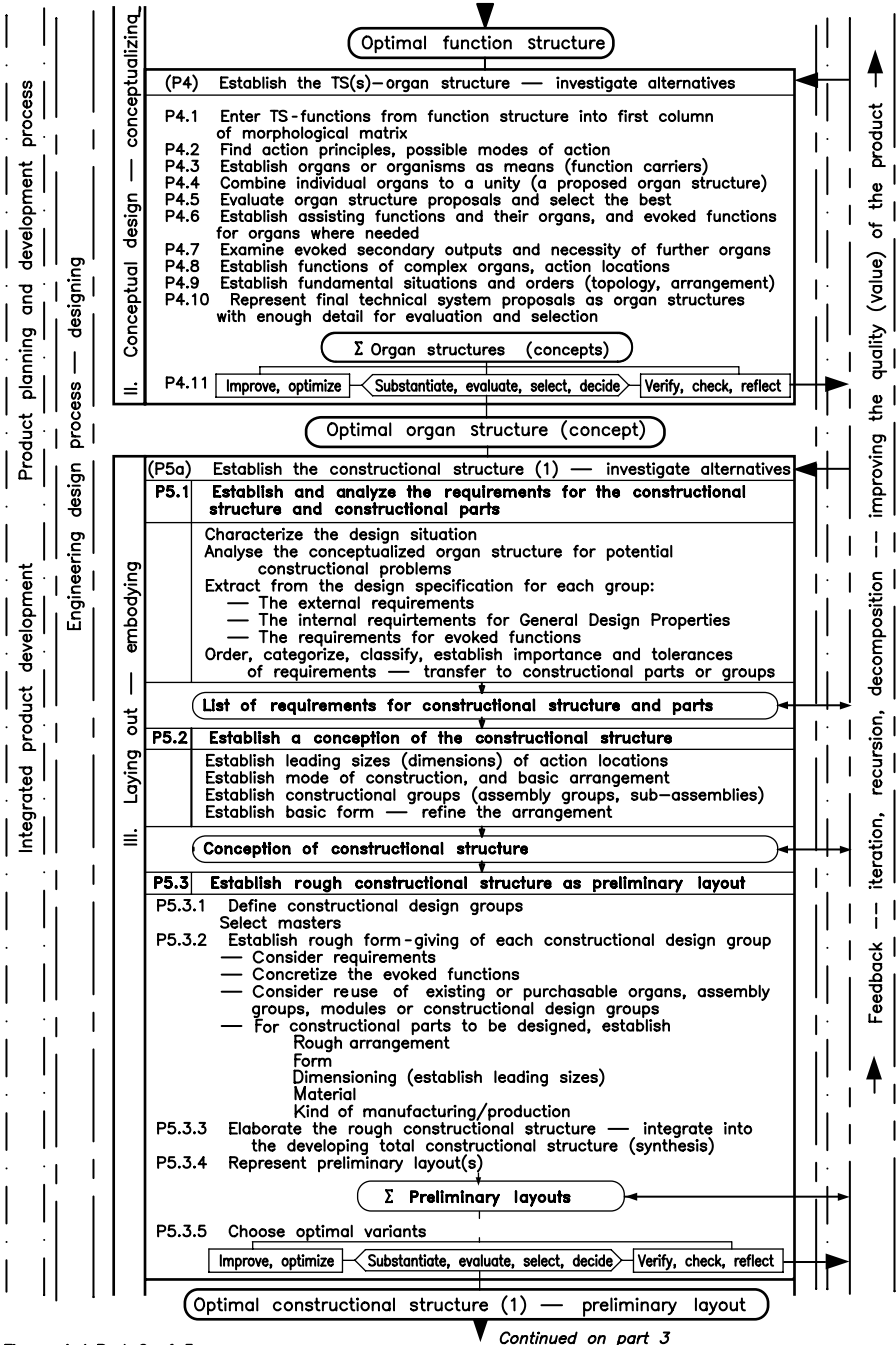 Optimal function structure
(P4) Establish the TS(s)-organ structure — investigate alternatives
P4.1 Enter TS-functions from function structure into first column
of morphological matrix
P4.2 Find action principles, possible modes of action
P4.3 Establish organs or organisms as means (function carriers)
P4.4 Combine individual organs to a unity (a proposed organ structure)
P4.5 Evaluate organ structure proposals and select the best
P4.6 Establish assisting functions and their organs, and evoked functions
for organs where needed
P4.7 Examine evoked secondary outputs and necessity of further organs
P4.8 Establish functions of complex organs, action locations
P4.9 Establish fundamental situations and orders (topology, arrangement)
P4.10 Represent final technical system proposals as organ structures
with enough detail for evaluation and selection
Σ Organ structures (concepts)
P4.11 Improve, optimize Substantiate, evaluate, select, decide Verify, check, reflect
Optimal organ structure (concept)
(P5a) Establish the constructional structure (1) — investigate alternatives
P5.1 Establish and analyze the requirements for the constructional
structure and constructional parts
Characterize the design situation
Analyse the conceptualized organ structure for potential
constructional problems
Extract from the design specification for each group:
— The external requirements
— The internal requirtements for General Design Properties
— The requirements for evoked functions
Order, categorize, classify, establish importance and tolerances
of requirements — transfer to constructional parts or groups
List of requirements for constructional structure and parts
P5.2 Establish a conception of the constructional structure
Establish leading sizes (dimensions) of action locations
Establish mode of construction, and basic arrangement
Establish constructional groups (assembly groups, sub-assemblies)
Establish basic form — refine the arrangement
Conception of constructional structure
P5.3 Establish rough constructional structure as preliminary layout
P5.3.1 Define constructional design groups
Select masters
P5.3.2 Establish rough form-giving of each constructional design group
— Consider requirements
— Concretize the evoked functions
— Consider reuse of existing or purchasable organs, assembly
groups, modules or constructional design groups
— For constructional parts to be designed, establish
Rough arrangement
Form
Dimensioning (establish leading sizes)
Material
Kind of manufacturing/production
P5.3.3 Elaborate the rough constructional structure — integrate into
the developing total constructional structure (synthesis)
P5.3.4 Represent preliminary layout(s)
Σ Preliminary layouts
P5.3.5 Choose optimal variants
Improve, optimize Substantiate, evaluate, select, decide Verify, check, reflect
Optimal constructional structure (1) — preliminary layout
Continued on part 3
Integrated product development Product planning and development process
Engineering design process — designing
II. Conceptual design — conceptualizing
III. Laying out — embodying
Feedback -- iteration, recursion, decomposition -- improving the quality (value) of the product